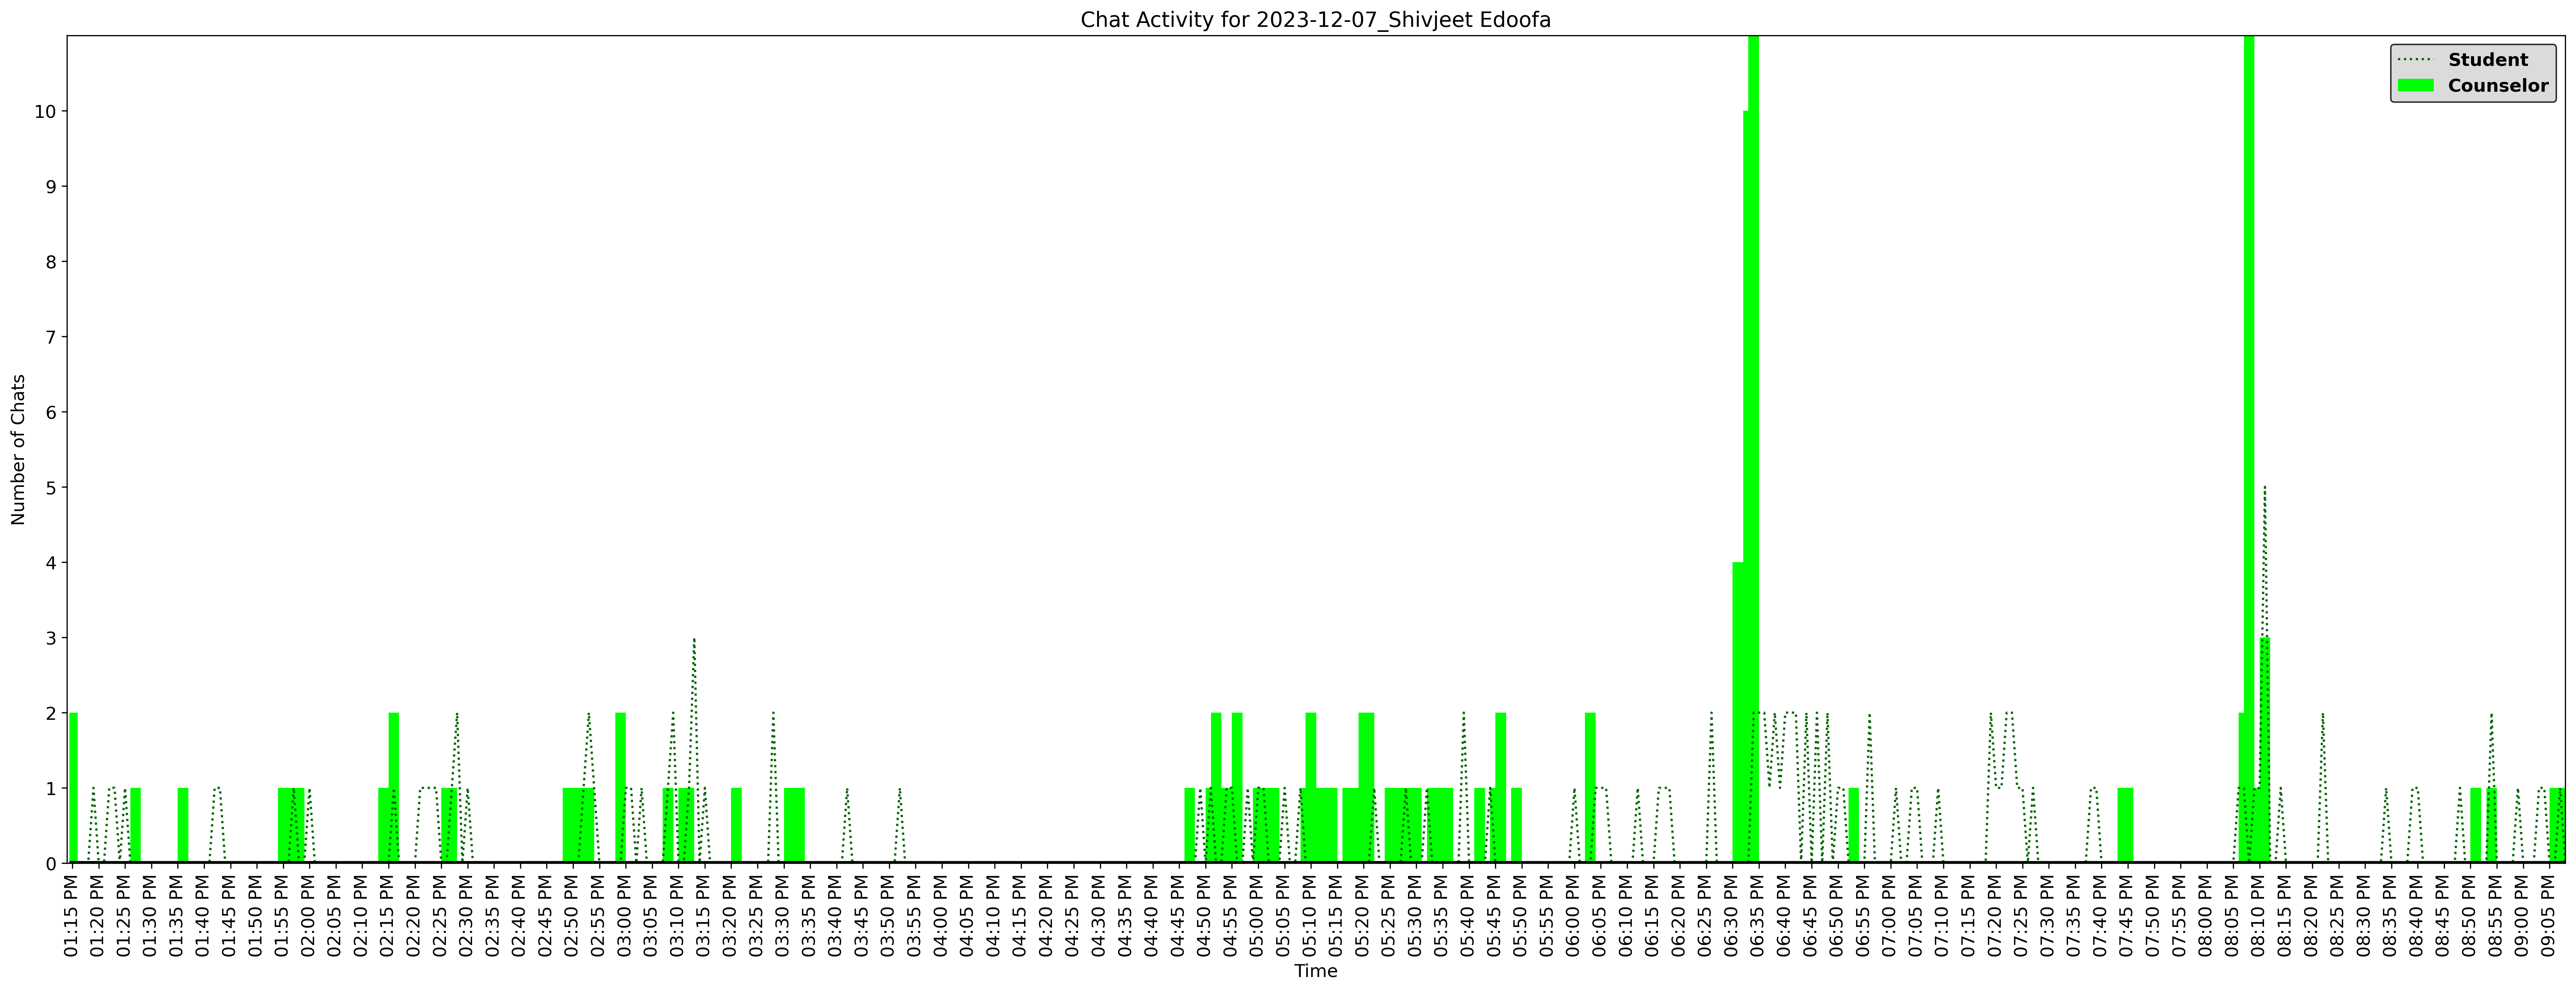 Chat Activity for 2023-12-07_Shivjeet Edoofa
Student
Counselor
Number of Chats
10
9
8
7
6
5
4
3
2
1
0
01:15 PM
01:20 PM
01:25 PM
01:30 PM
01:35 PM
01:40 PM
01:45 PM
01:50 PM
01:55 PM
02:00 PM
02:05 PM
02:10 PM
02:15 PM
02:20 PM
02:25 PM
02:30 PM
02:35 PM
02:40 PM
02:45 PM
02:50 PM
02:55 PM
03:00 PM
03:05 PM
03:10 PM
03:15 PM
03:20 PM
03:25 PM
03:30 PM
03:35 PM
03:40 PM
03:45 PM
03:50 PM
03:55 PM
04:00 PM
04:05 PM
04:10 PM
04:15 PM
04:20 PM
04:25 PM
04:30 PM
04:35 PM
04:40 PM
04:45 PM
04:50 PM
04:55 PM
05:00 PM
05:05 PM
05:10 PM
05:15 PM
05:20 PM
05:25 PM
05:30 PM
05:35 PM
05:40 PM
05:45 PM
05:50 PM
05:55 PM
06:00 PM
06:05 PM
06:10 PM
06:15 PM
06:20 PM
06:25 PM
06:30 PM
06:35 PM
06:40 PM
06:45 PM
06:50 PM
06:55 PM
07:00 PM
07:05 PM
07:10 PM
07:15 PM
07:20 PM
07:25 PM
07:30 PM
07:35 PM
07:40 PM
07:45 PM
07:50 PM
07:55 PM
08:00 PM
08:05 PM
08:10 PM
08:15 PM
08:20 PM
08:25 PM
08:30 PM
08:35 PM
08:40 PM
08:45 PM
08:50 PM
08:55 PM
09:00 PM
09:05 PM
Time